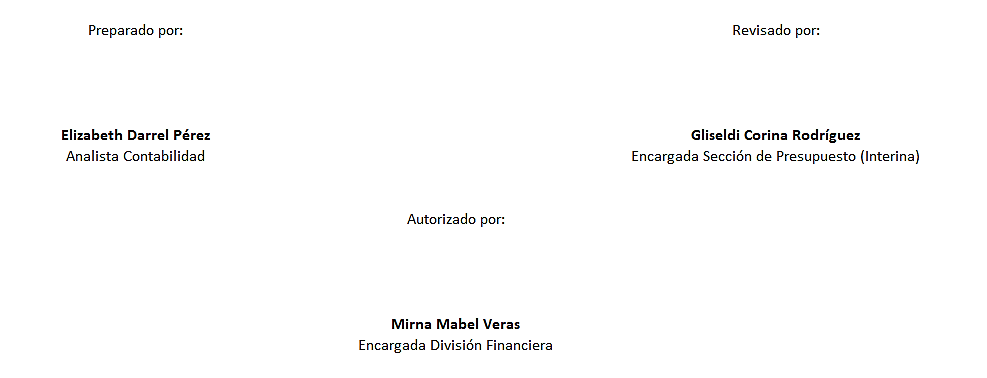 Preparado por:
Revisado por:
Elizabeth Darrel Pérez
Gliseldi Corina Rodríguez
Analista Contabilidad
Encargada Sección de Presupuesto (Interina)
Autorizado por:
Mirna Mabel Veras
Encargada División Financiera